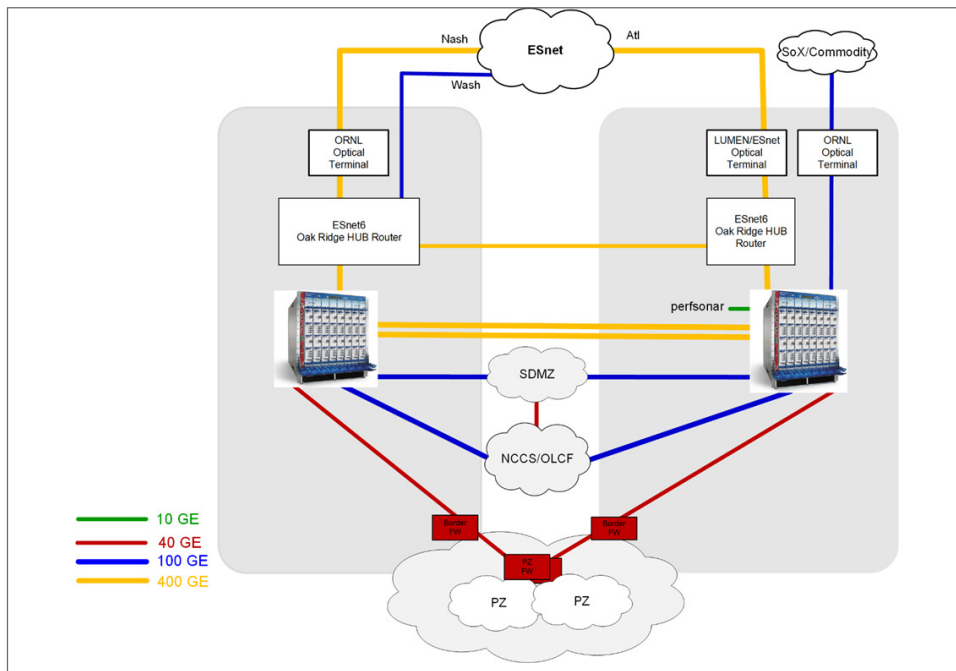 Nash
ESnet
Atl
SoX/Commodity
Wash
ORNL
Optical
Terminal
LUMEN/ESnet
Optical
Terminal
ORNL
Optical
Terminal
ESnet6
Oak Ridge HUB Router
ESnet6
Oak Ridge HUB
Router
perfsonar
SDMZ
NCCS/OLCF
10 GE
40 GE
100 GE
400 GE
Border
FW
Border
FW
PZ
FW
PZ
PZ